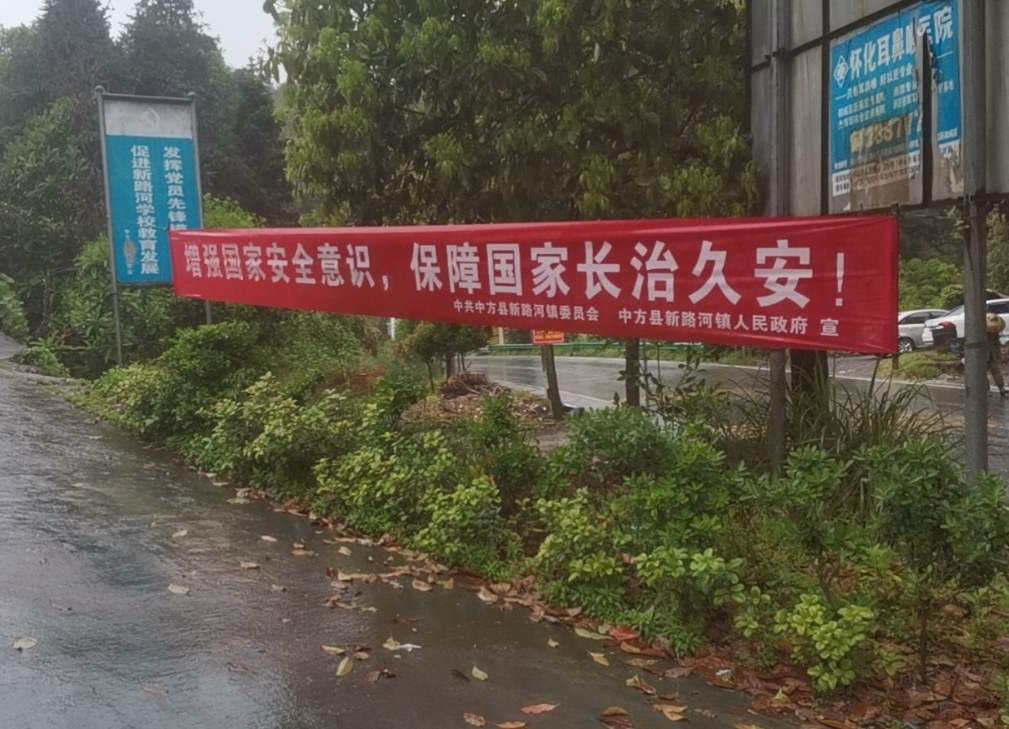 发挥党员先锋
促进新路河学校教育发展
增强国家安全意识，保障国家长治久安！
中共中方县新路河镇委员会 中方县新路河镇人民政府 宣
怀化耳鼻喉医院